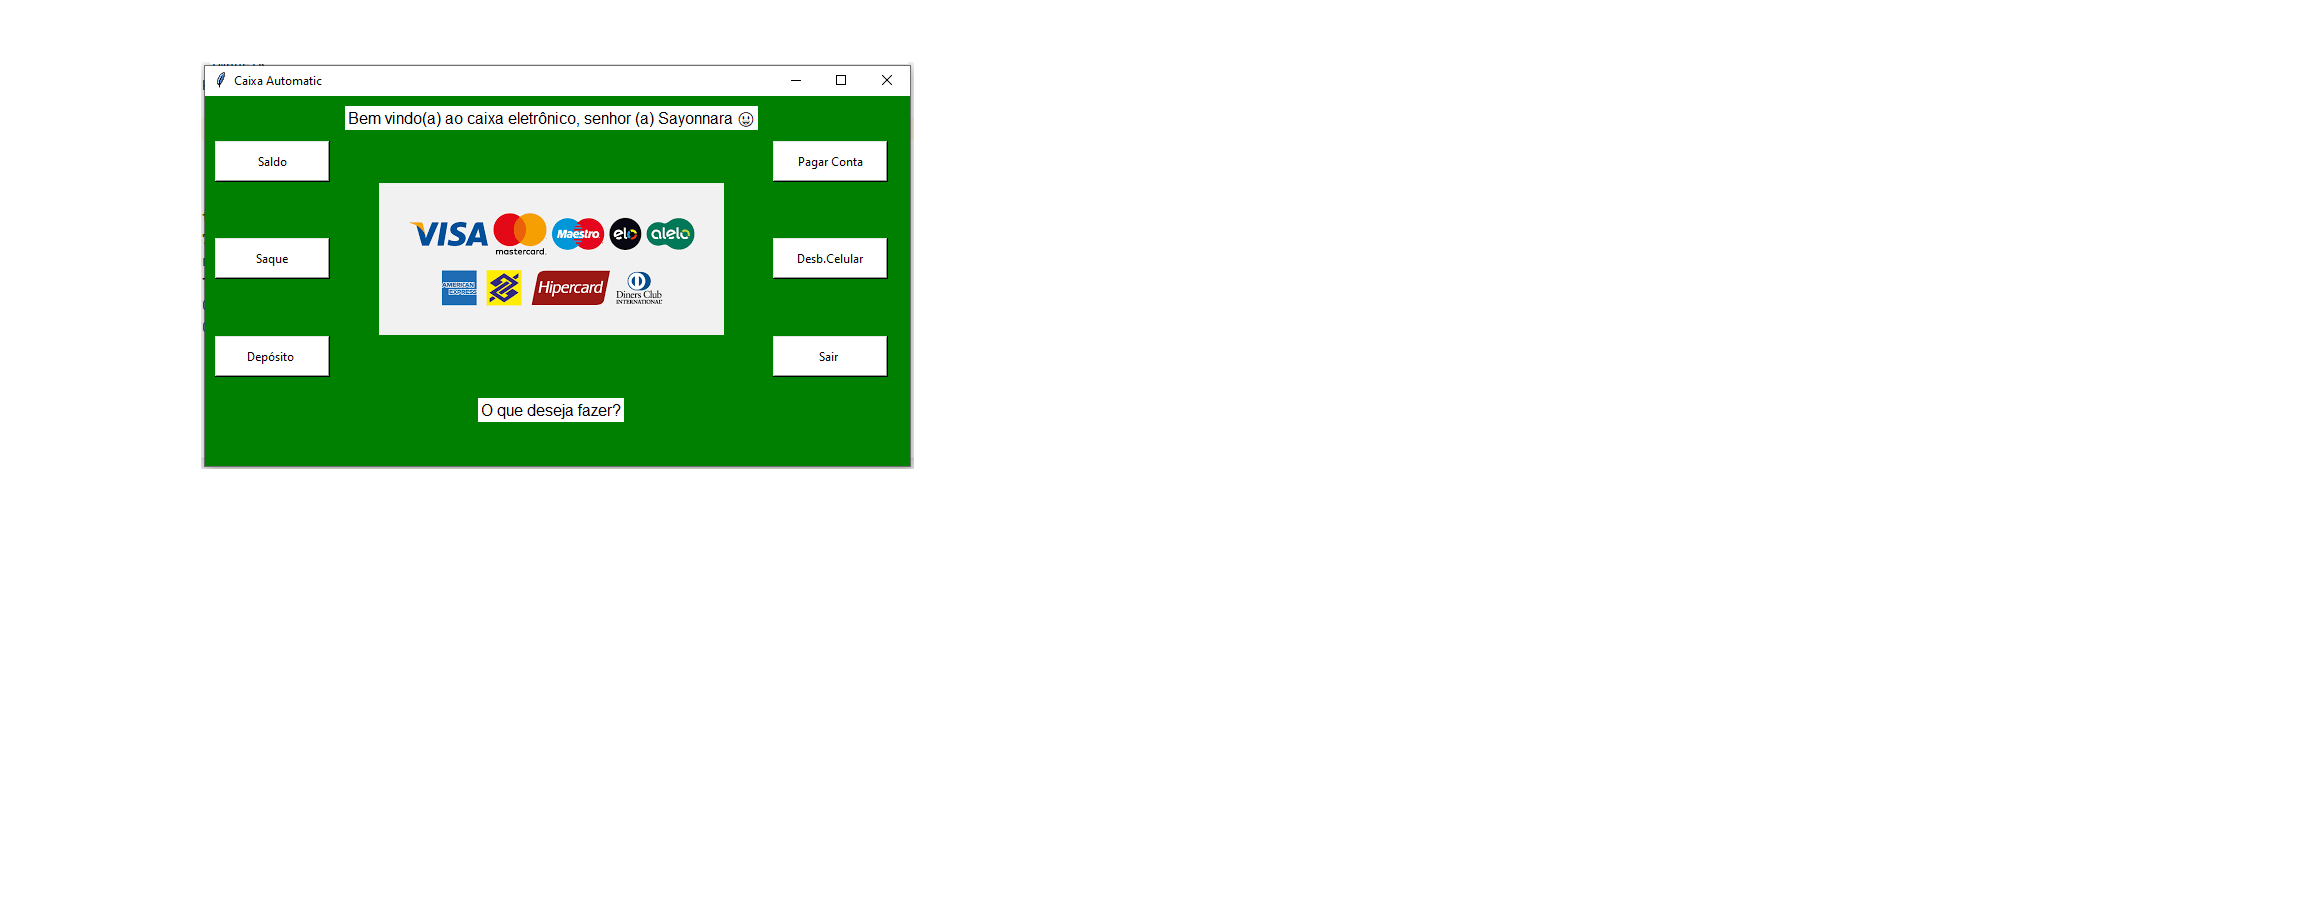 Caixa Automatic
Bem vindo(a) ao caixa eletrônico, senhor (a) Sayonnara 😃
Saldo
Pagar Conta
VISA mastercard. Maestro elo alelo
Saque
Desb.Celular
AMERICAN EXPRESS Hipercard Diners Club INTERNATIONAL
Depósito
Sair
O que deseja fazer?